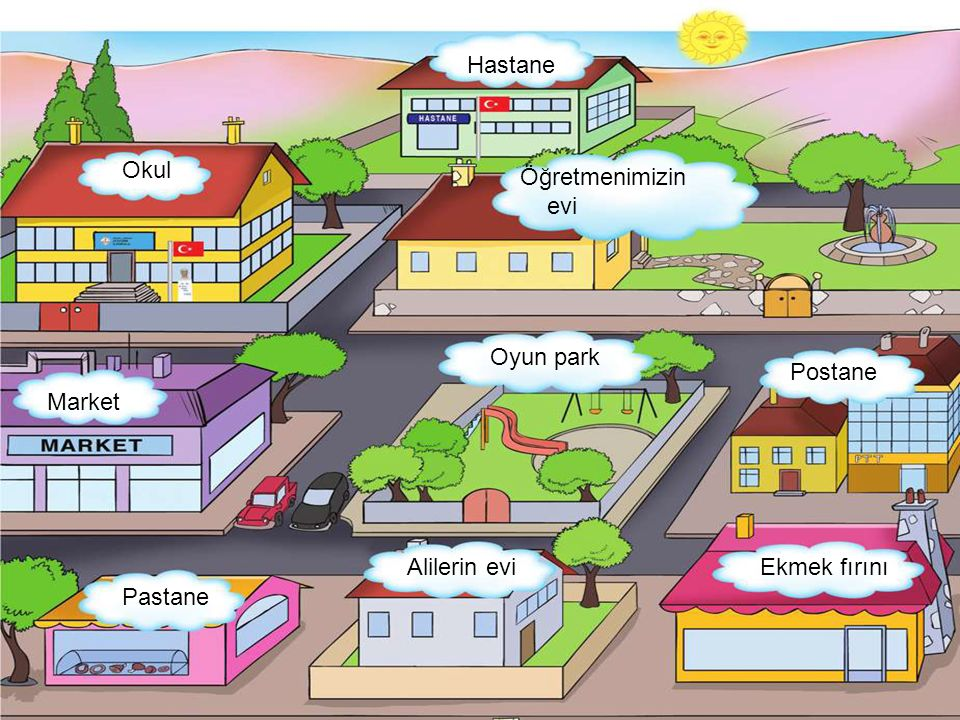 Hastane
HASTANE
Okul
Öğretmenimizin
evi
Oyun park
Postane
Market
MARKET
PTT
Alilerin evi
Ekmek fırını
Pastane